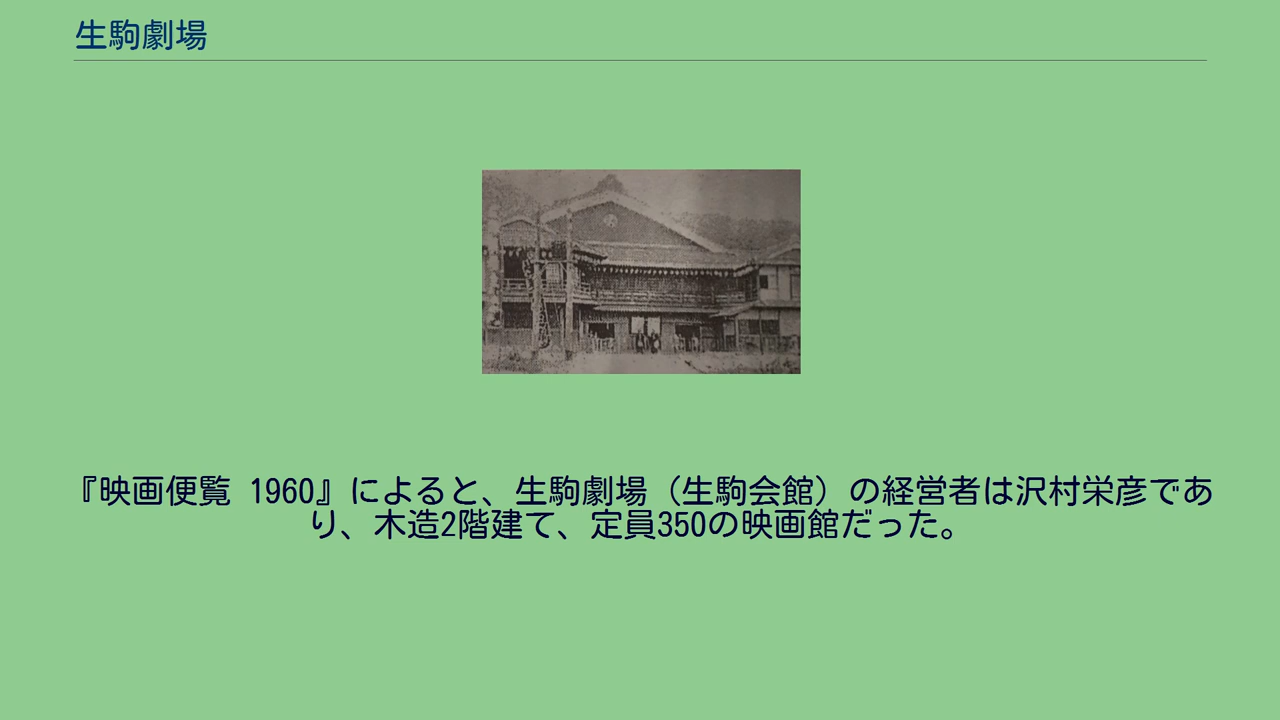 生駒劇場
『映画便覧 1960』によると、生駒劇場（生駒会館）の経営者は沢村栄彦であ
り、木造2階建て、定員350の映画館だった。